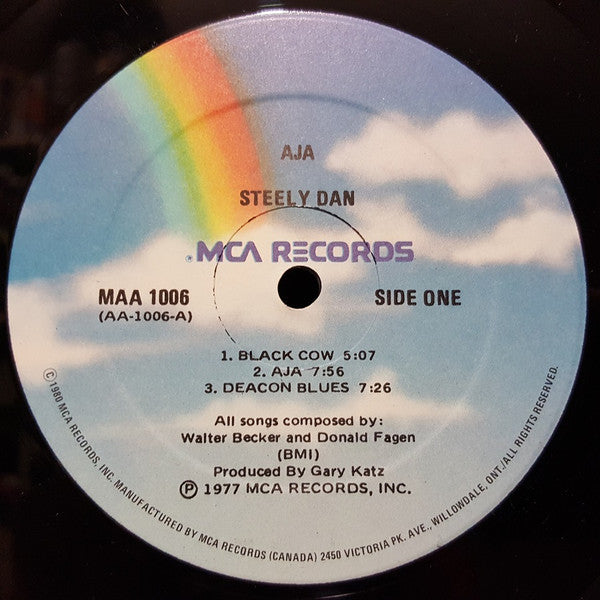 AJA
STEELY DAN
®MCA RECORDS
MAA 1006
(AA-1006-A)
SIDE ONE
1. BLACK COW 5:07
2. AJA 7:56
3. DEACON BLUES 7:26
All songs composed by:
Walter Becker and Donald Fagen
(BMI)
Produced By Gary Katz
℗ 1977 MCA RECORDS, INC.
© 1980 MCA RECORDS, INC. MANUFACTURED BY MCA RECORDS (CANADA) 2450 VICTORIA PK. AVE., WILLOWDALE, ONT./ALL RIGHTS RESERVED.